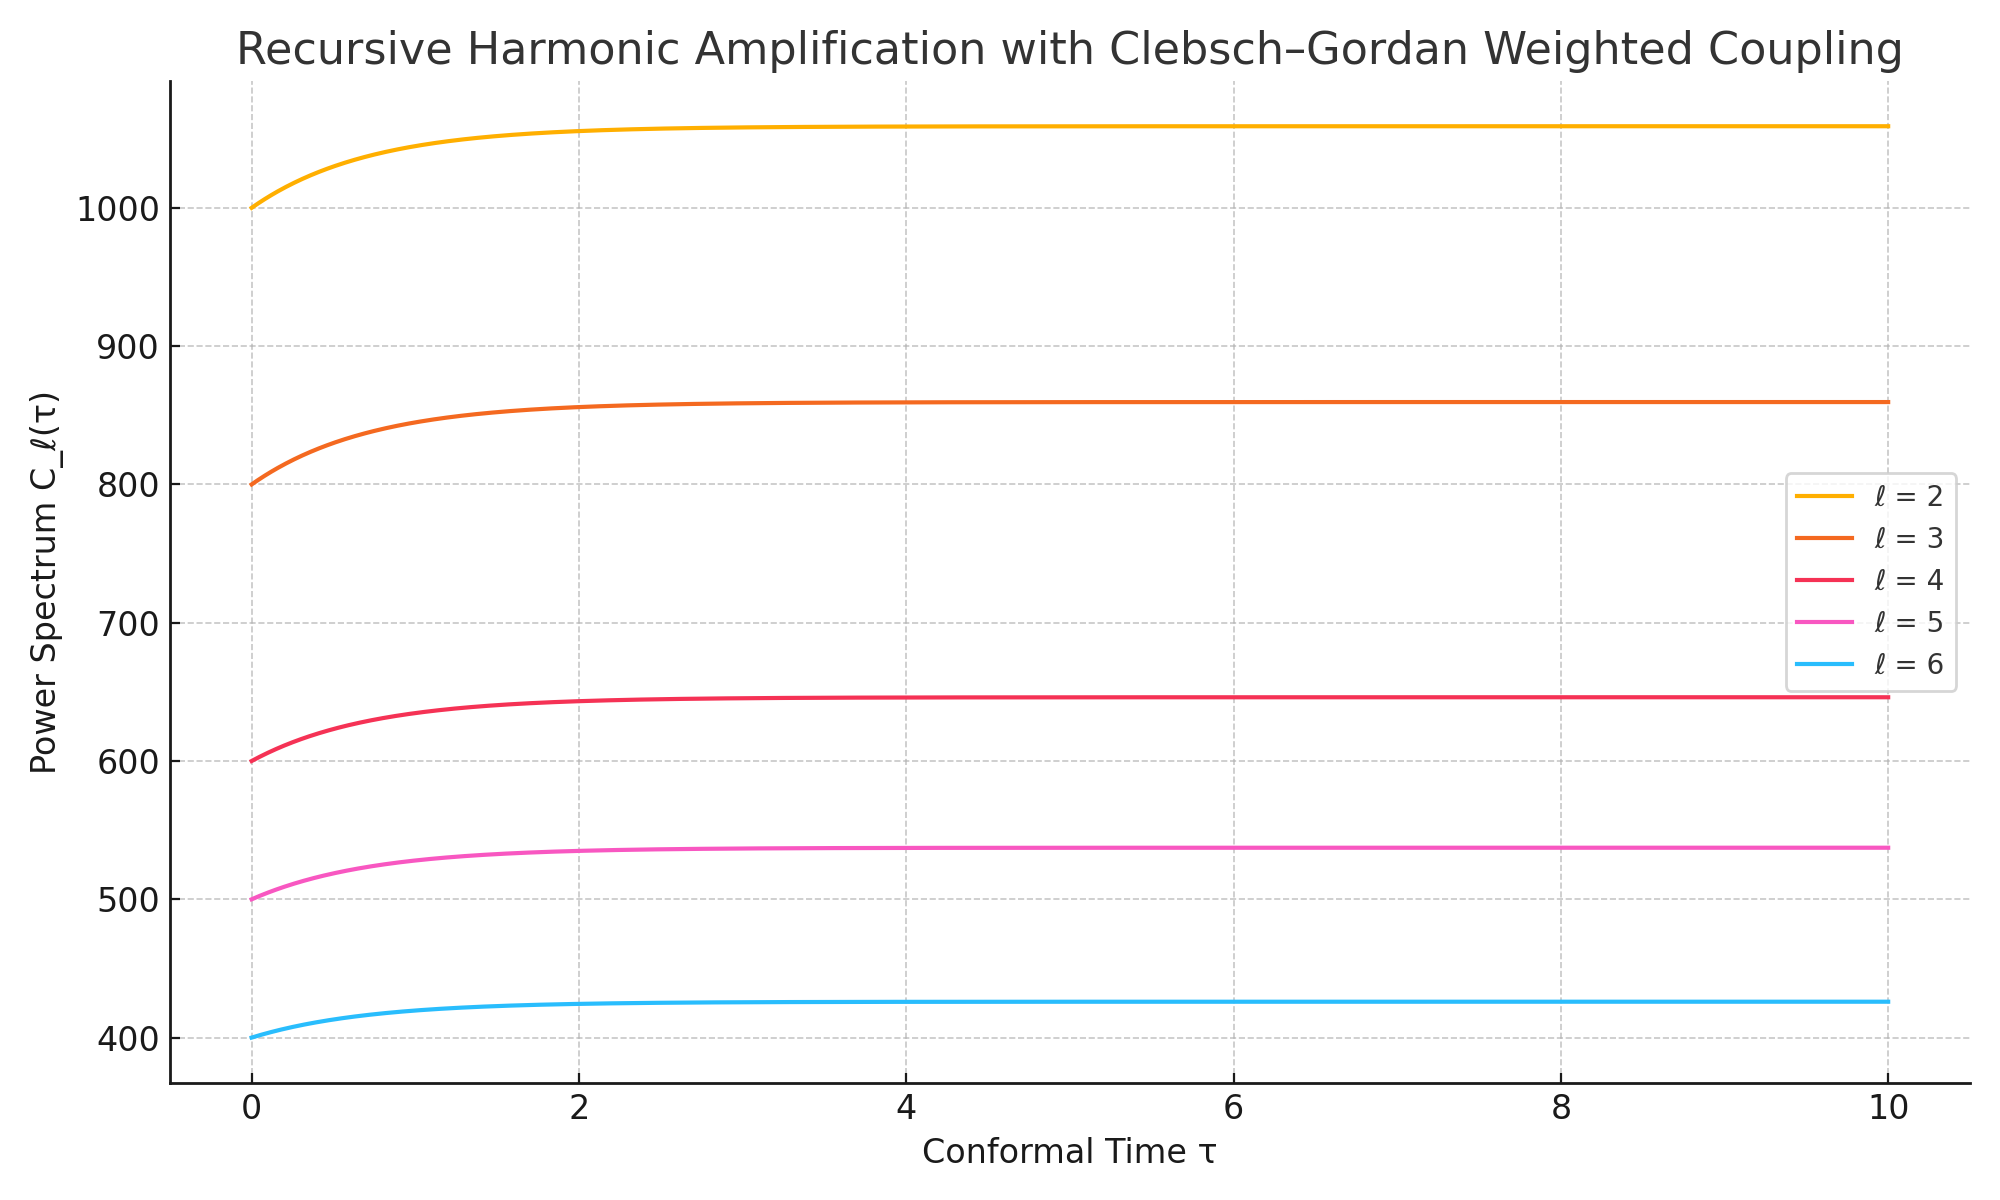 Recursive Harmonic Amplification with Clebsch–Gordan Weighted Coupling
Power Spectrum C_ℓ(τ)
1000
900
800
700
600
500
400
ℓ = 2
ℓ = 3
ℓ = 4
ℓ = 5
ℓ = 6
0 2 4 6 8 10
Conformal Time τ